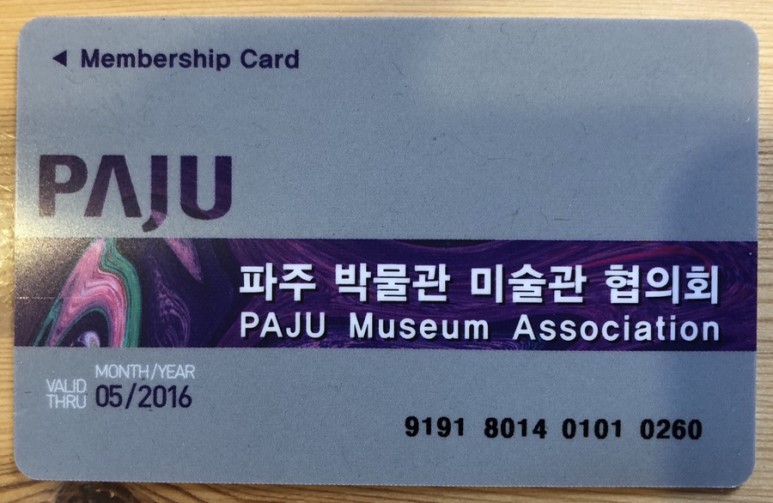 ◀ Membership Card
PAJU
파주 박물관 미술관 협의회
PAJU Museum Association
MONTH/YEAR
VALID THRU 05/2016
9191 8014 0101 0260